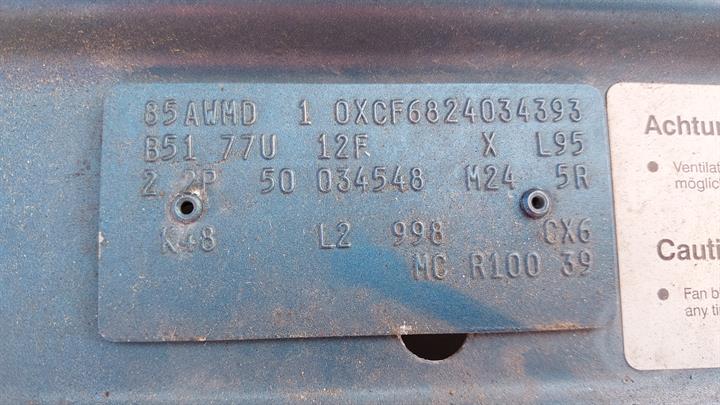 85AWMD 1 0XCF6824034393
B51 77U 12F X L95
2 2P 50 034548 M24 5R
K48 L2 998 CX6
MC R100 39
Achtun
• Ventilat
möglic
Cauti
• Fan b
any ti